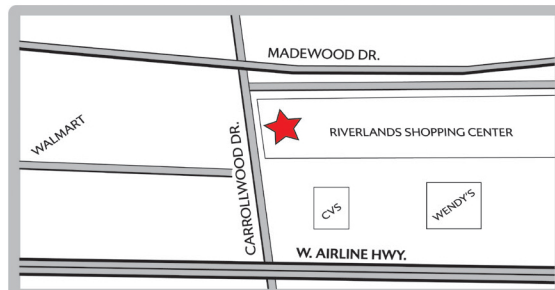 MADEWOOD DR.
WALMART
CARROLLWOOD DR.
RIVERLANDS SHOPPING CENTER
CVS
WENDY'S
W. AIRLINE HWY.